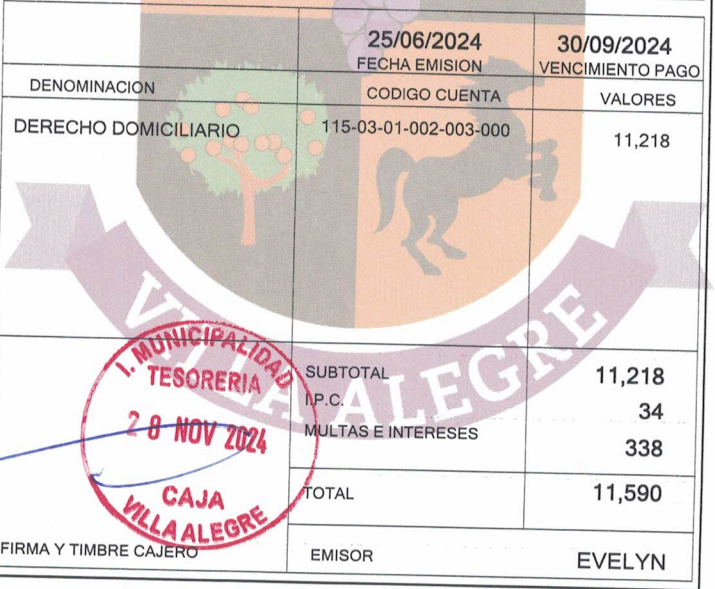 25/06/2024 30/09/2024
FECHA EMISION VENCIMIENTO PAGO
DENOMINACION CODIGO CUENTA VALORES
DERECHO DOMICILIARIO 115-03-01-002-003-000 11,218
VILLA ALEGRE
SUBTOTAL 11,218
I.P.C. 34
MULTAS E INTERESES 338
TOTAL 11,590
I. MUNICIPALIDAD
TESORERIA
28 NOV 2024
CAJA
VILLA ALEGRE
FIRMA Y TIMBRE CAJERO EMISOR EVELYN